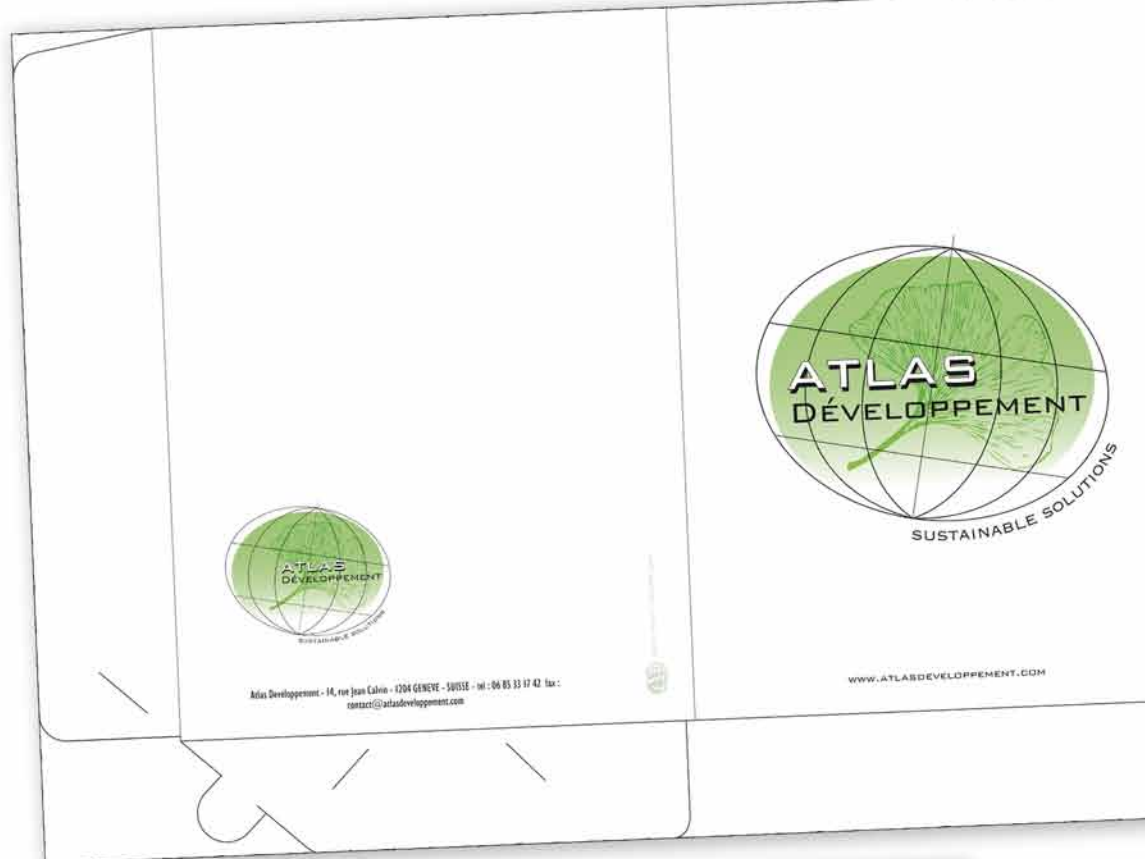 ATLAS
DÉVELOPPEMENT
SUSTAINABLE SOLUTIONS
Atlas Developpement - 14, rue Jean Calvin - 1204 GENEVE - SUISSE - tel : 06 85 33 17 42 fax :
contact@atlasdeveloppement.com
ATLAS
DÉVELOPPEMENT
SUSTAINABLE SOLUTIONS
WWW.ATLASDEVELOPPEMENT.COM